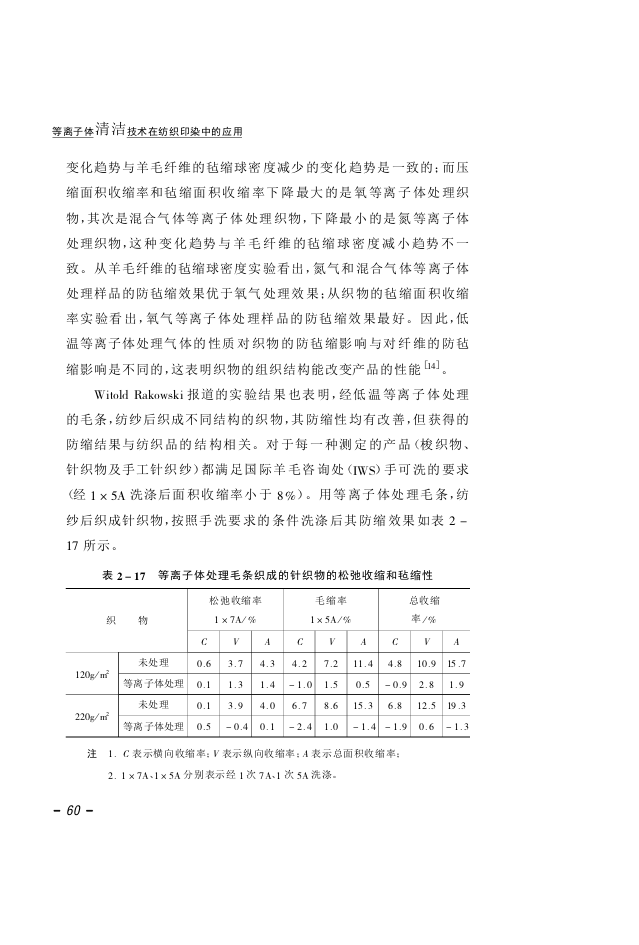 等离子体清洁技术在纺织印染中的应用
变化趋势与羊毛纤维的毡缩球密度减少的变化趋势是一致的;而压
缩面积收缩率和毡缩面积收缩率下降最大的是氧等离子体处理织
物,其次是混合气体等离子体处理织物,下降最小的是氮等离子体
处理织物,这种变化趋势与羊毛纤维的毡缩球密度减小趋势不一
致。从羊毛纤维的毡缩球密度实验看出,氮气和混合气体等离子体
处理样品的防毡缩效果优于氧气处理效果;从织物的毡缩面积收缩
率实验看出,氧气等离子体处理样品的防毡缩效果最好。因此,低
温等离子体处理气体的性质对织物的防毡缩影响与对纤维的防毡
缩影响是不同的,这表明织物的组织结构能改变产品的性能[14]。
Witold Rakowski 报道的实验结果也表明,经低温等离子体处理
的毛条,纺纱后织成不同结构的织物,其防缩性均有改善,但获得的
防缩结果与纺织品的结构相关。对于每一种测定的产品(梭织物、
针织物及手工针织纱)都满足国际羊毛咨询处(IWS)手可洗的要求
(经 1×5A 洗涤后面积收缩率小于 8%)。用等离子体处理毛条,纺
纱后织成针织物,按照手洗要求的条件洗涤后其防缩效果如表 2-
17 所示。
表 2-17 等离子体处理毛条织成的针织物的松弛收缩和毡缩性
织 物 松弛收缩率 毛缩率 总收缩
1×7A/% 1×5A/% 率/%
C V A C V A C V A
120g/m² 未处理 0.6 3.7 4.3 4.2 7.2 11.4 4.8 10.9 15.7
等离子体处理 0.1 1.3 1.4 -1.0 1.5 0.5 -0.9 2.8 1.9
220g/m² 未处理 0.1 3.9 4.0 6.7 8.6 15.3 6.8 12.5 19.3
等离子体处理 0.5 -0.4 0.1 -2.4 1.0 -1.4 -1.9 0.6 -1.3
注 1. C 表示横向收缩率;V 表示纵向收缩率;A 表示总面积收缩率;
2. 1×7A、1×5A 分别表示经 1 次 7A、1 次 5A 洗涤。
- 60 -